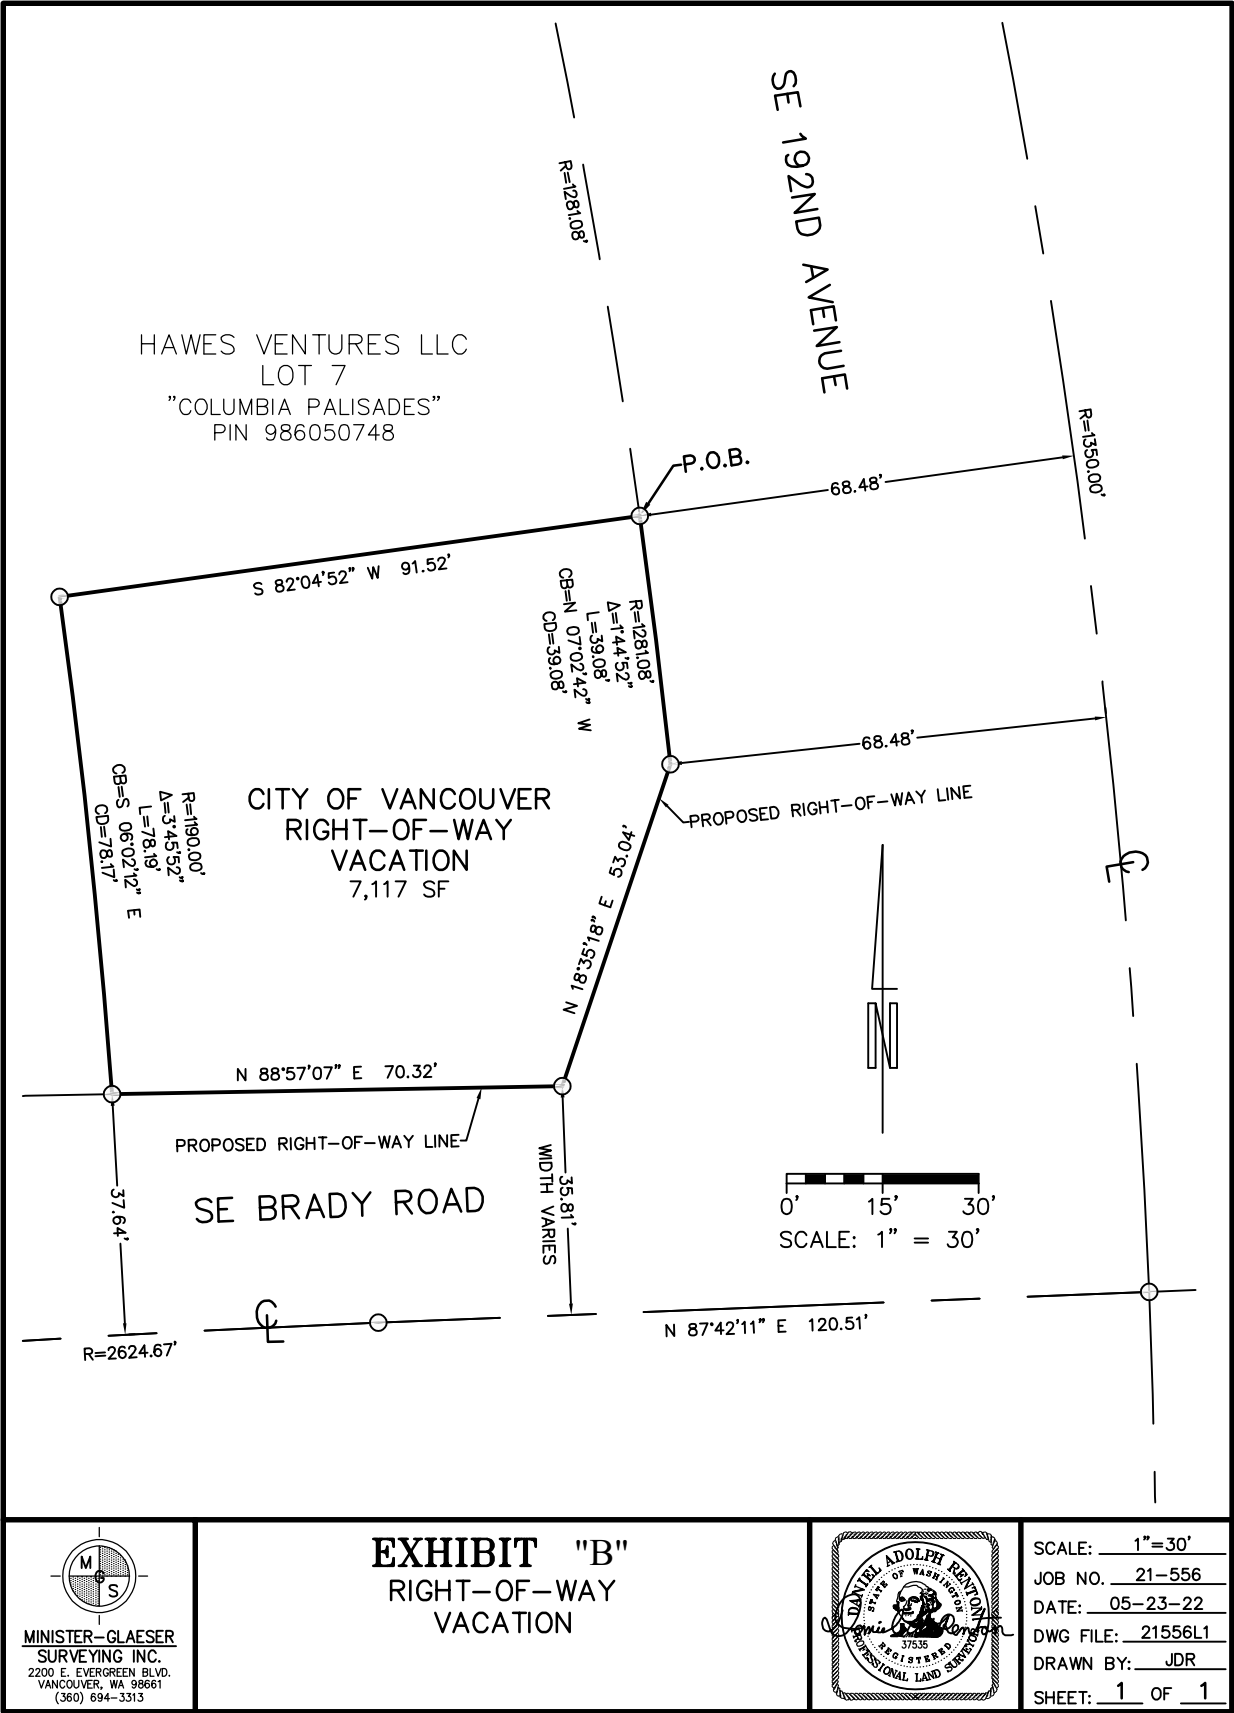 SE 192ND AVENUE
R=1281.08'
HAWES VENTURES LLC
LOT 7
"COLUMBIA PALISADES"
PIN 986050748
R=1350.00'
P.O.B.
68.48'
S 82°04'52" W 91.52'
R=1281.08'
Δ=1°44'52"
L=39.08'
CB=N 07°02'42" W
CD=39.08'
68.48'
PROPOSED RIGHT-OF-WAY LINE
R=1190.00'
Δ=3°45'52"
L=78.19'
CB=S 06°02'12" E
CD=78.17'
CITY OF VANCOUVER
RIGHT-OF-WAY
VACATION
7,117 SF
N 18°35'18" E 53.04'
CL
N
N 88°57'07" E 70.32'
PROPOSED RIGHT-OF-WAY LINE
37.64'
SE BRADY ROAD
35.81'
WIDTH VARIES
0' 15' 30'
SCALE: 1" = 30'
CL
R=2624.67'
N 87°42'11" E 120.51'
M G S
MINISTER-GLAESER
SURVEYING INC.
2200 E. EVERGREEN BLVD.
VANCOUVER, WA 98661
(360) 694-3313
EXHIBIT "B"
RIGHT-OF-WAY
VACATION
DANIEL ADOLPH RENTON
STATE OF WASHINGTON
37535
REGISTERED
PROFESSIONAL LAND SURVEYOR
Daniel A Renton
SCALE: 1"=30'
JOB NO. 21-556
DATE: 05-23-22
DWG FILE: 21556L1
DRAWN BY: JDR
SHEET: 1 OF 1